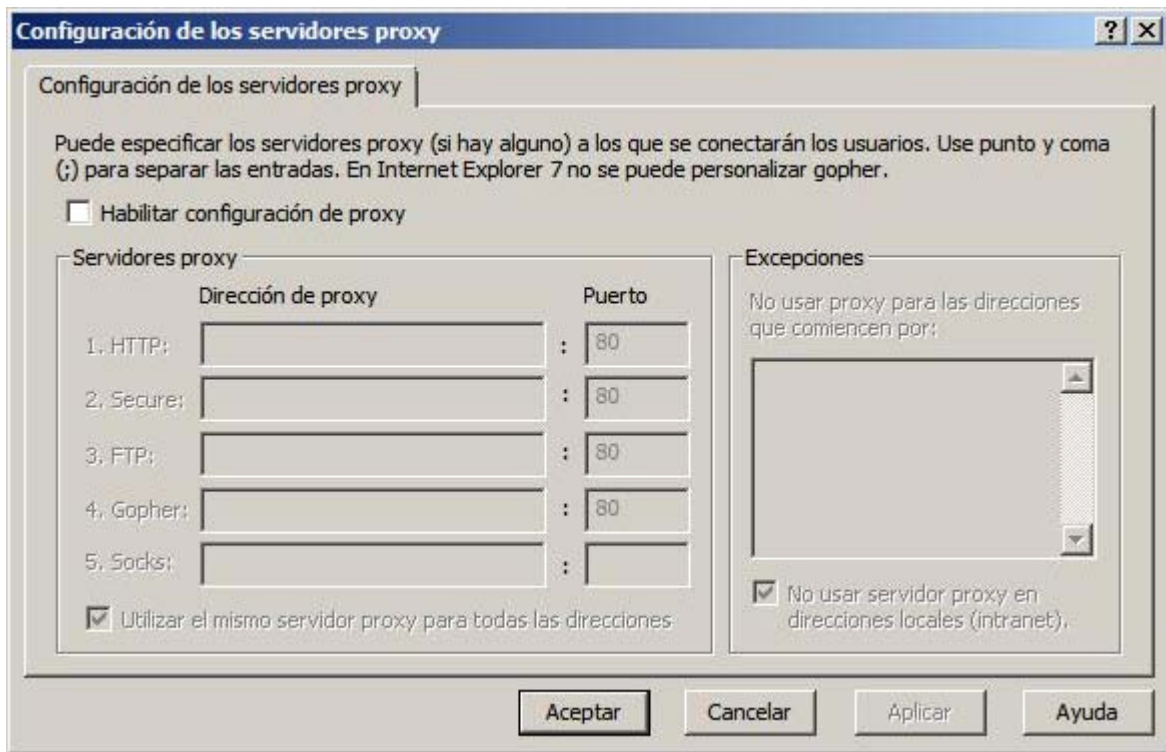 Configuración de los servidores proxy
Configuración de los servidores proxy
Puede especificar los servidores proxy (si hay alguno) a los que se conectarán los usuarios. Use punto y coma
(;) para separar las entradas. En Internet Explorer 7 no se puede personalizar gopher.
Habilitar configuración de proxy
Servidores proxy
Dirección de proxy Puerto
1. HTTP: : 80
2. Secure: : 80
3. FTP: : 80
4. Gopher: : 80
5. Socks: :
Utilizar el mismo servidor proxy para todas las direcciones
Excepciones
No usar proxy para las direcciones
que comiencen por:
No usar servidor proxy en
direcciones locales (intranet).
Aceptar Cancelar Aplicar Ayuda